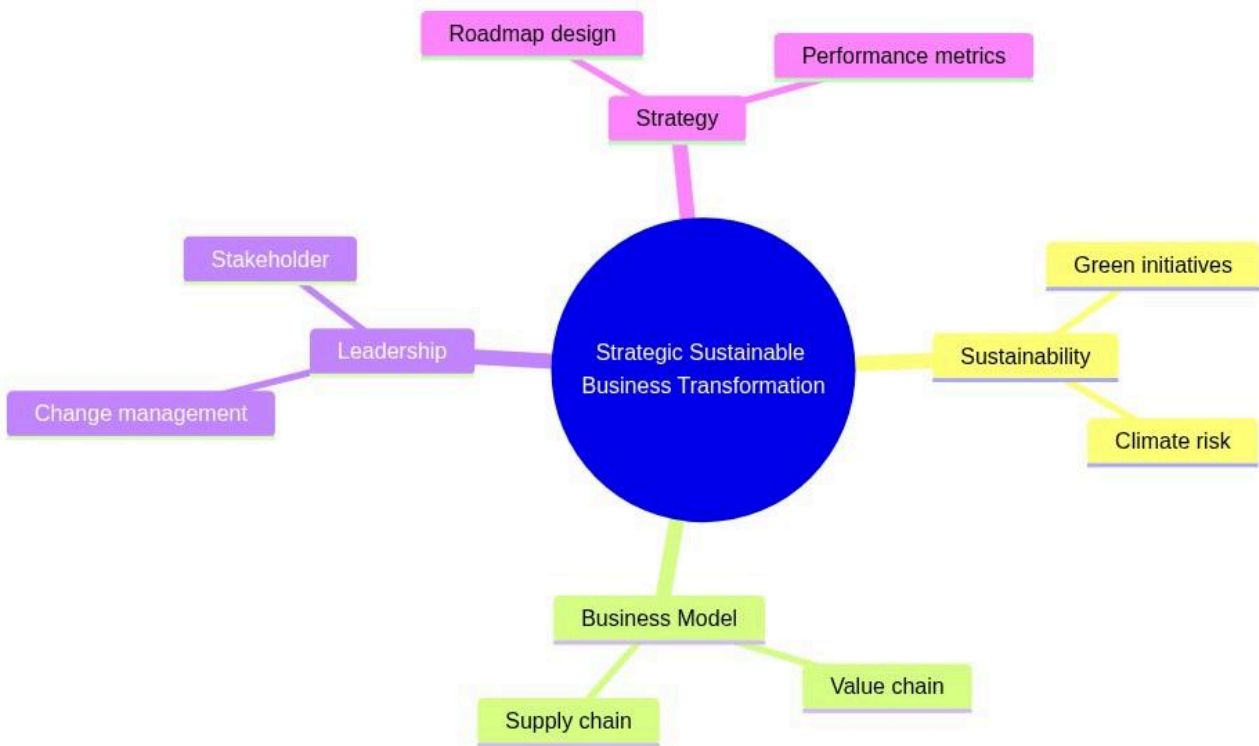 Roadmap design
Performance metrics
Strategy
Stakeholder
Green initiatives
Leadership
Strategic Sustainable
Business Transformation
Sustainability
Change management
Climate risk
Business Model
Value chain
Supply chain